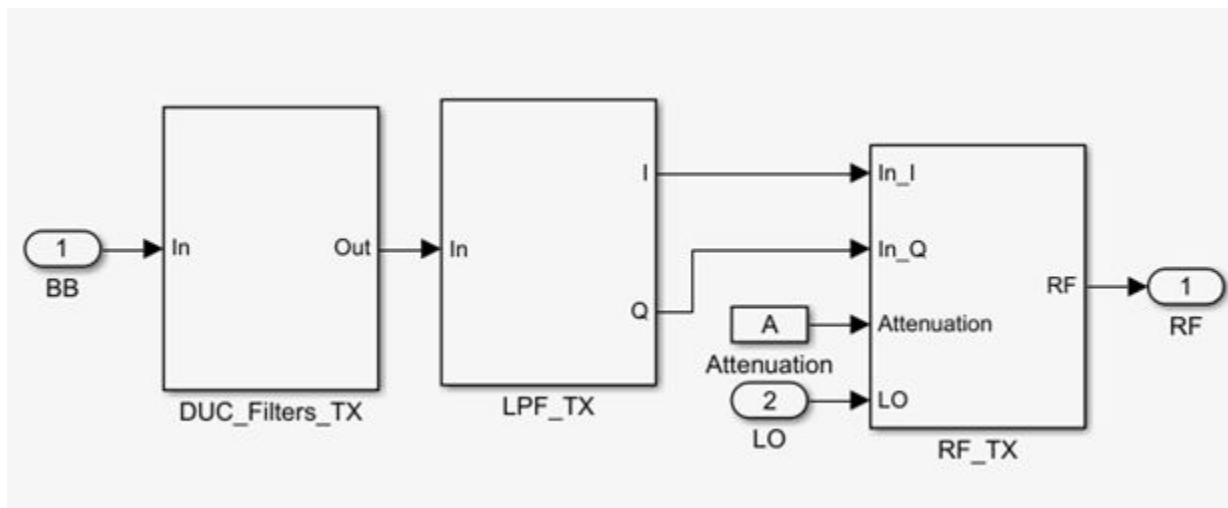 1
BB
In
Out
DUC_Filters_TX
In
I
Q
LPF_TX
A
Attenuation
2
LO
In_I
In_Q
Attenuation
LO
RF
RF_TX
1
RF